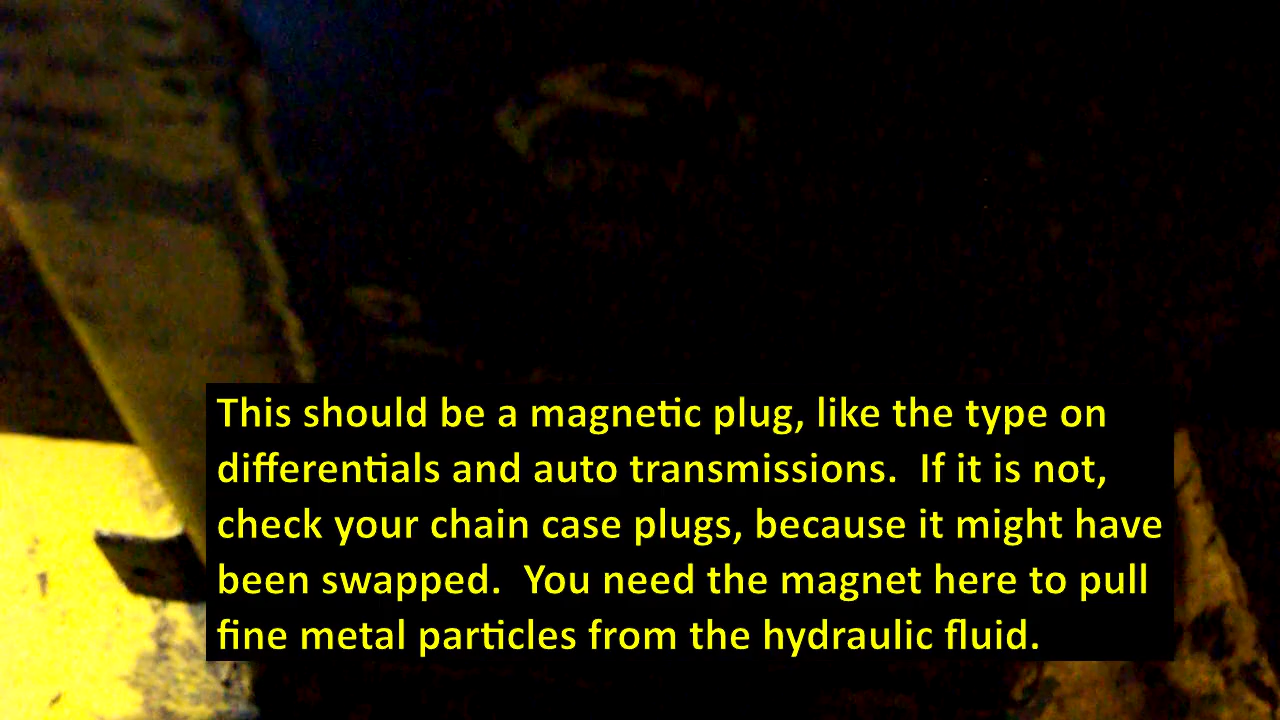 This should be a magnetic plug, like the type on
differentials and auto transmissions.  If it is not,
check your chain case plugs, because it might have
been swapped.  You need the magnet here to pull
fine metal particles from the hydraulic fluid.